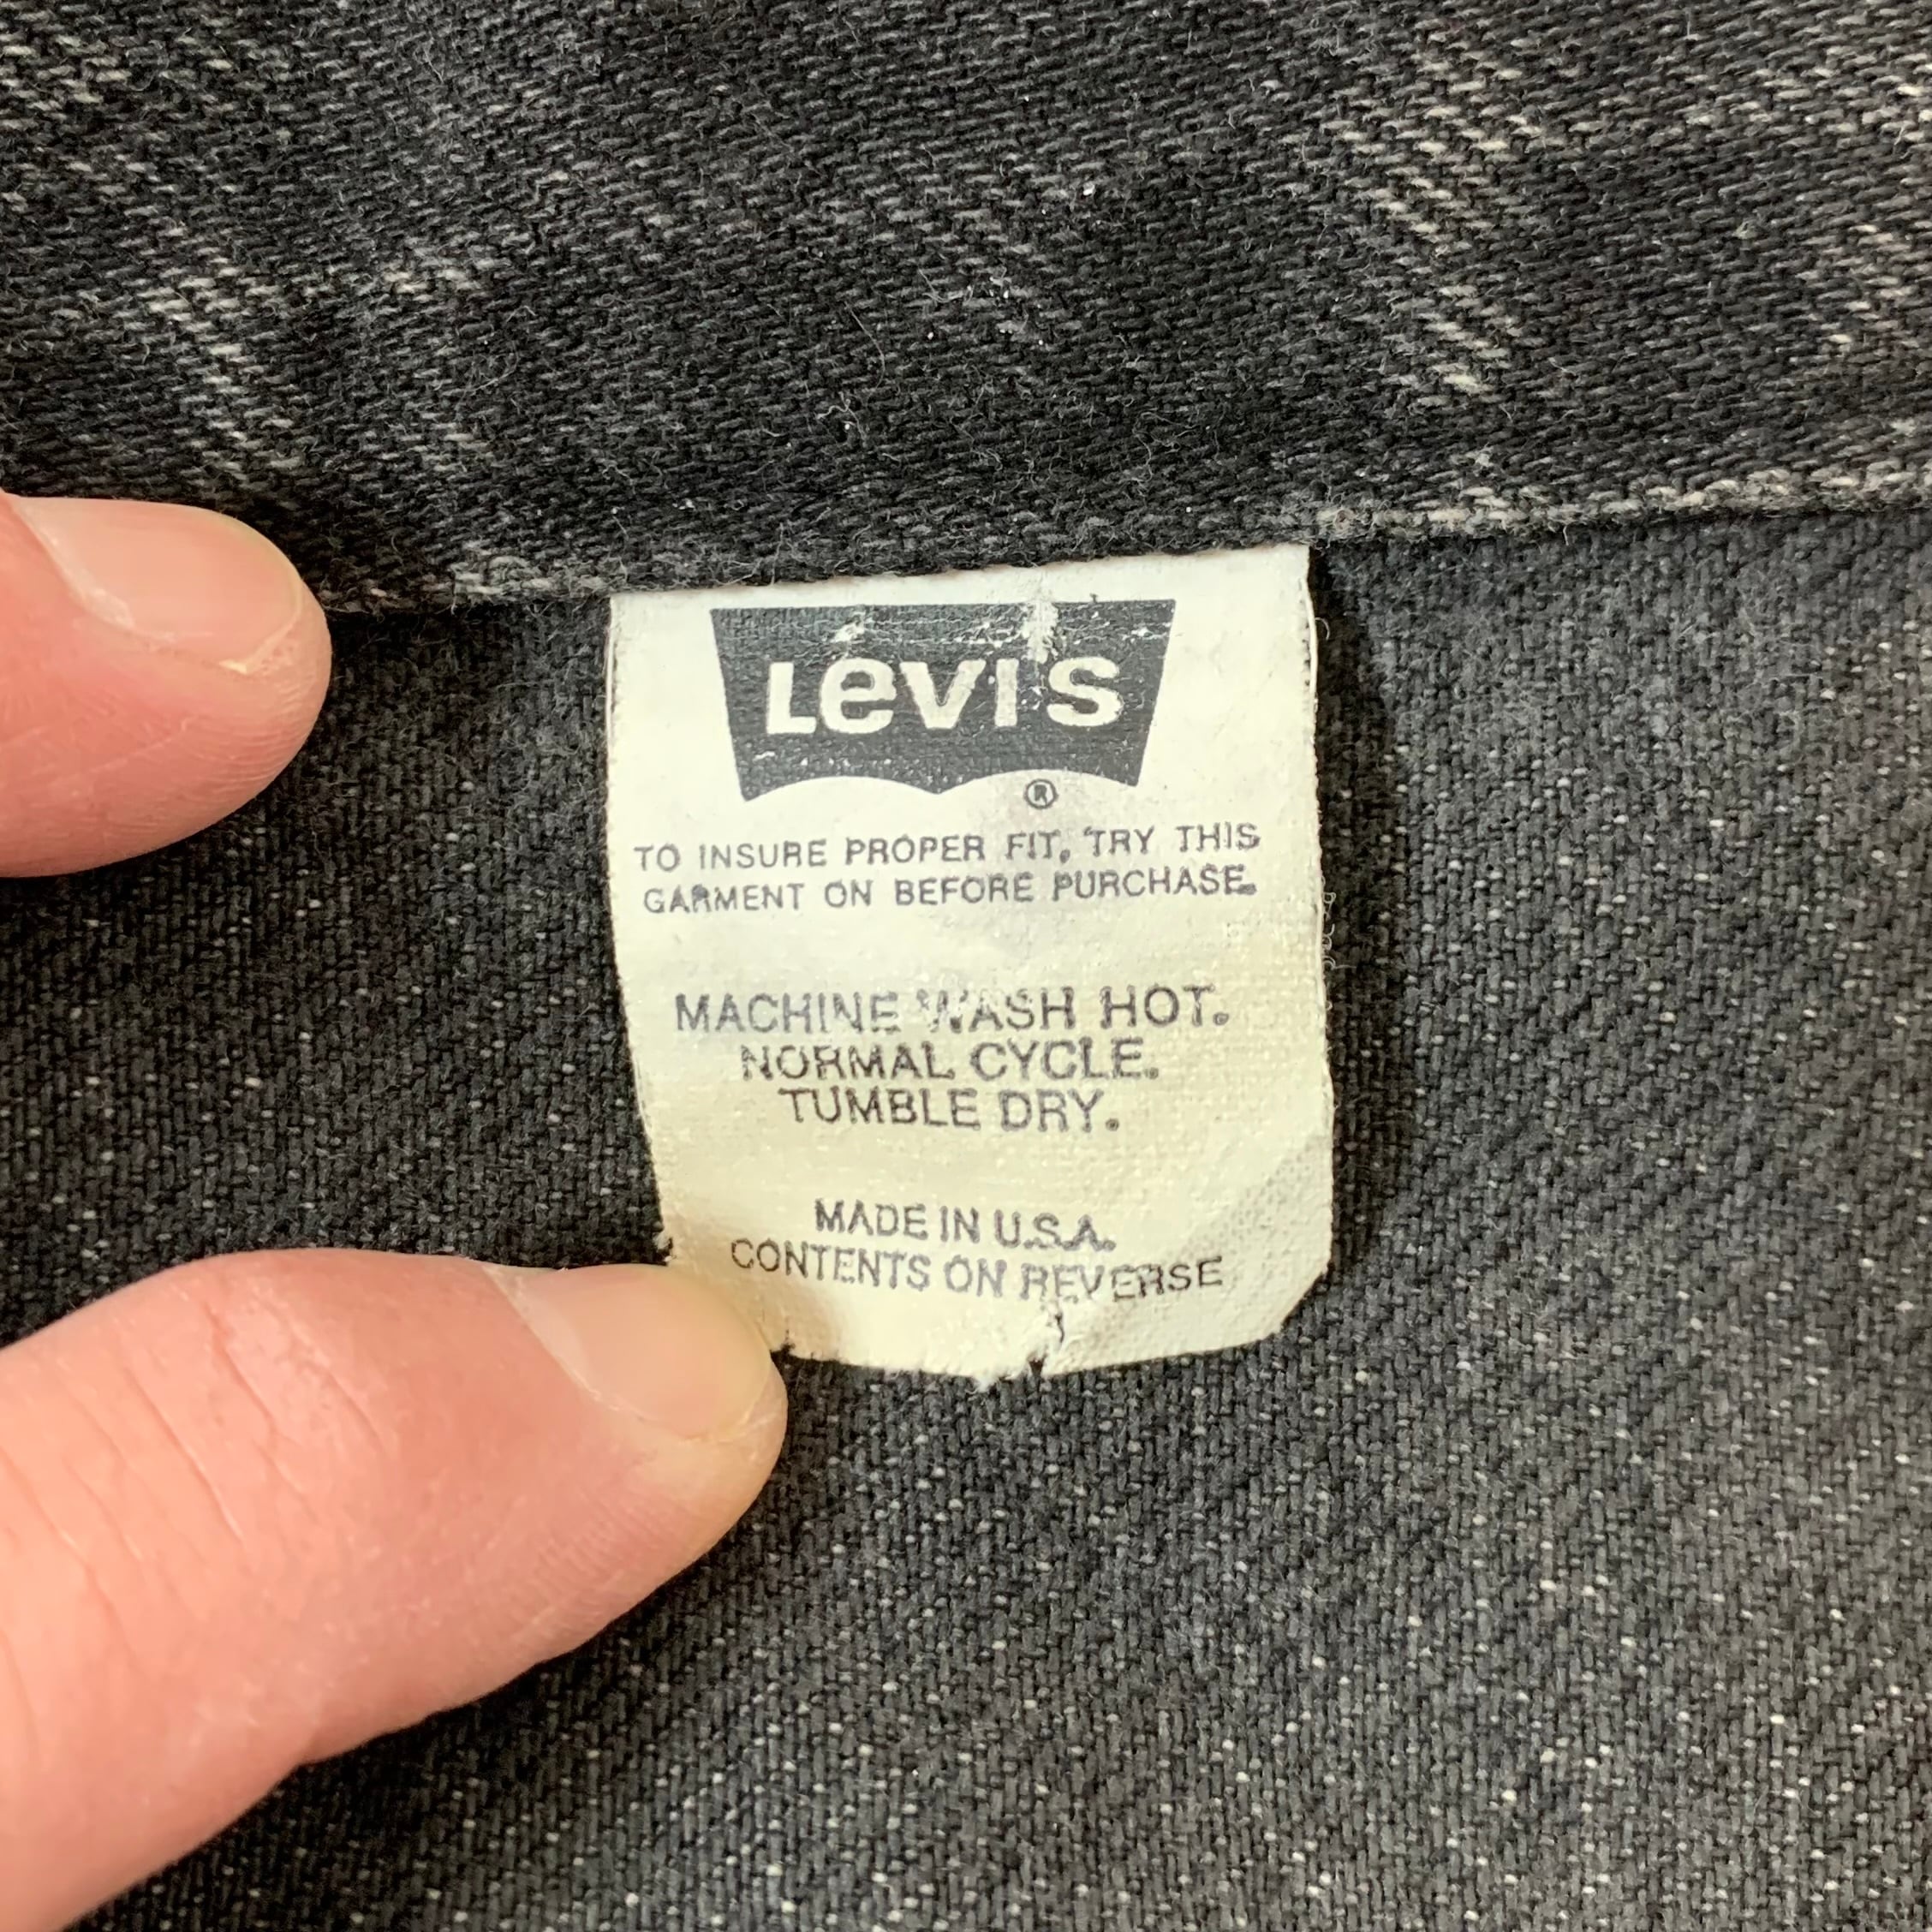 Levi's
®
TO INSURE PROPER FIT, TRY THIS
GARMENT ON BEFORE PURCHASE.
MACHINE WASH HOT.
NORMAL CYCLE.
TUMBLE DRY.
MADE IN U.S.A.
CONTENTS ON REVERSE